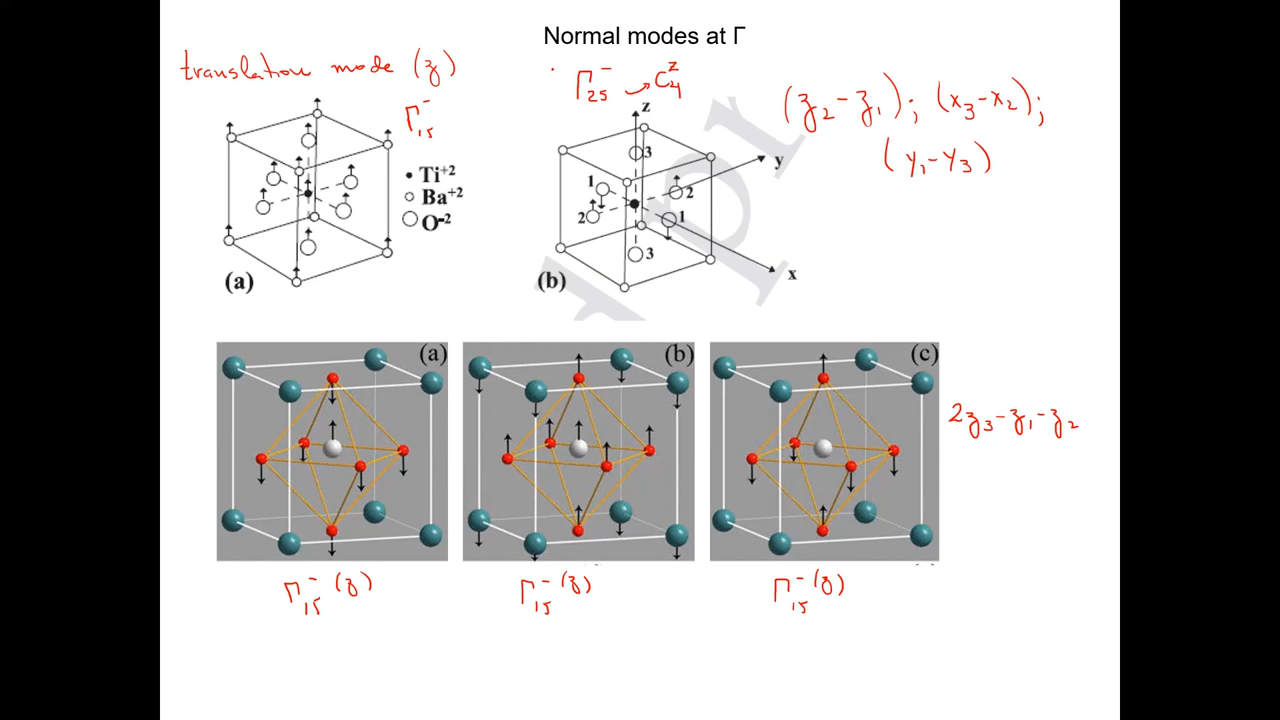 Normal modes at Γ
translation mode (z)
Γ₁₅⁻
Γ₂₅⁻ → C₄ᶻ
(z₂-z₁); (x₃-x₂);
(y₁-y₃)
• Ti⁺²
○ Ba⁺²
○ O⁻²
(a)
z
y
x
3
1
2
2
1
3
(b)
(a)
(b)
(c)
2z₃-z₁-z₂
Γ₁₅⁻(z)
Γ₁₅⁻(z)
Γ₁₅⁻(z)